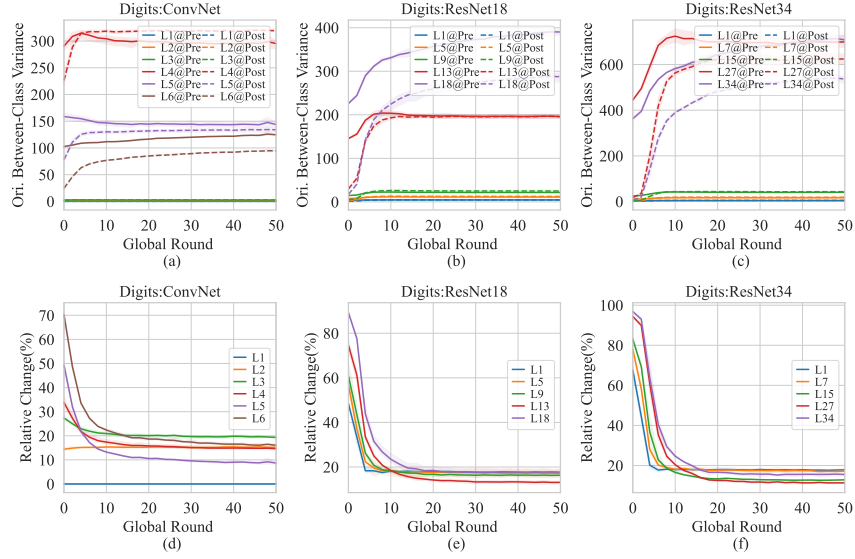 Digits:ConvNet
Ori. Between-Class Variance
300
250
200
150
100
50
0
L1@Pre L1@Post
L2@Pre L2@Post
L3@Pre L3@Post
L4@Pre L4@Post
L5@Pre L5@Post
L6@Pre L6@Post
0 10 20 30 40 50
Global Round
(a)
Digits:ResNet18
Ori. Between-Class Variance
400
300
200
100
0
L1@Pre L1@Post
L5@Pre L5@Post
L9@Pre L9@Post
L13@Pre L13@Post
L18@Pre L18@Post
0 10 20 30 40 50
Global Round
(b)
Digits:ResNet34
Ori. Between-Class Variance
600
400
200
0
L1@Pre L1@Post
L7@Pre L7@Post
L15@Pre L15@Post
L27@Pre L27@Post
L34@Pre L34@Post
0 10 20 30 40 50
Global Round
(c)
Digits:ConvNet
Relative Change(%)
70
60
50
40
30
20
10
0
L1
L2
L3
L4
L5
L6
0 10 20 30 40 50
Global Round
(d)
Digits:ResNet18
Relative Change(%)
80
60
40
20
L1
L5
L9
L13
L18
0 10 20 30 40 50
Global Round
(e)
Digits:ResNet34
Relative Change(%)
100
80
60
40
20
L1
L7
L15
L27
L34
0 10 20 30 40 50
Global Round
(f)